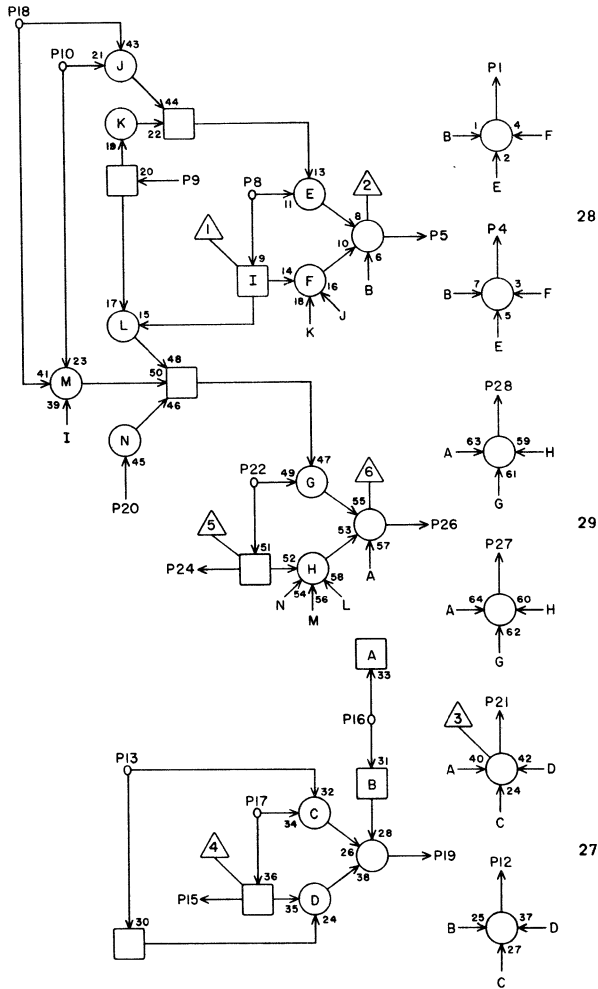 P18
43
P10
21
J
44
K
22
19
20
P9
P8
13
E
11
2
1
8
10
P5
6
B
9
I
14
F
16
18
J
K
17
15
L
48
50
46
23
41
M
39
I
N
45
P20
47
P22
49
G
6
55
5
53
P26
57
A
51
P24
52
H
54
58
56
N
L
M
A
33
P16
31
B
P13
32
P17
34
C
28
26
P19
38
4
36
P15
35
D
24
30
P1
B
1
4
F
2
E
28
P4
B
7
3
F
5
E
P28
A
63
59
H
61
G
29
P27
A
64
60
H
62
G
P21
3
A
40
42
D
24
C
27
P12
B
25
37
D
27
C